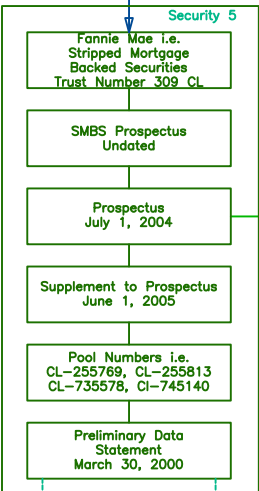 Security 5
Fannie Mae i.e.
Stripped Mortgage
Backed Securities
Trust Number 309 CL
SMBS Prospectus
Undated
Prospectus
July 1, 2004
Supplement to Prospectus
June 1, 2005
Pool Numbers i.e.
CL-255769, CL-255813
CL-735578, Cl-745140
Preliminary Data
Statement
March 30, 2000